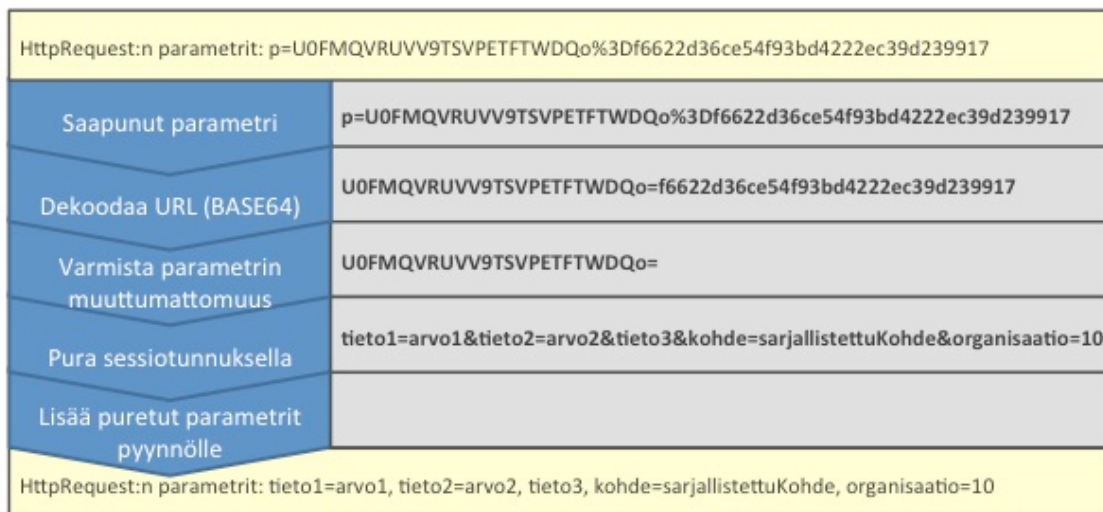 HttpRequest:n parametrit: p=U0FMQVRUVV9TSVPETFTWDQo%3Df6622d36ce54f93bd4222ec39d239917
Saapunut parametri
p=U0FMQVRUVV9TSVPETFTWDQo%3Df6622d36ce54f93bd4222ec39d239917
Dekoodaa URL (BASE64)
U0FMQVRUVV9TSVPETFTWDQo=f6622d36ce54f93bd4222ec39d239917
Varmista parametrin
muuttumattomuus
U0FMQVRUVV9TSVPETFTWDQo=
Pura sessiotunnuksella
tieto1=arvo1&tieto2=arvo2&tieto3&kohde=sarjallistettuKohde&organisaatio=10
Lisää puretut parametrit
pyynnölle
HttpRequest:n parametrit: tieto1=arvo1, tieto2=arvo2, tieto3, kohde=sarjallistettuKohde, organisaatio=10